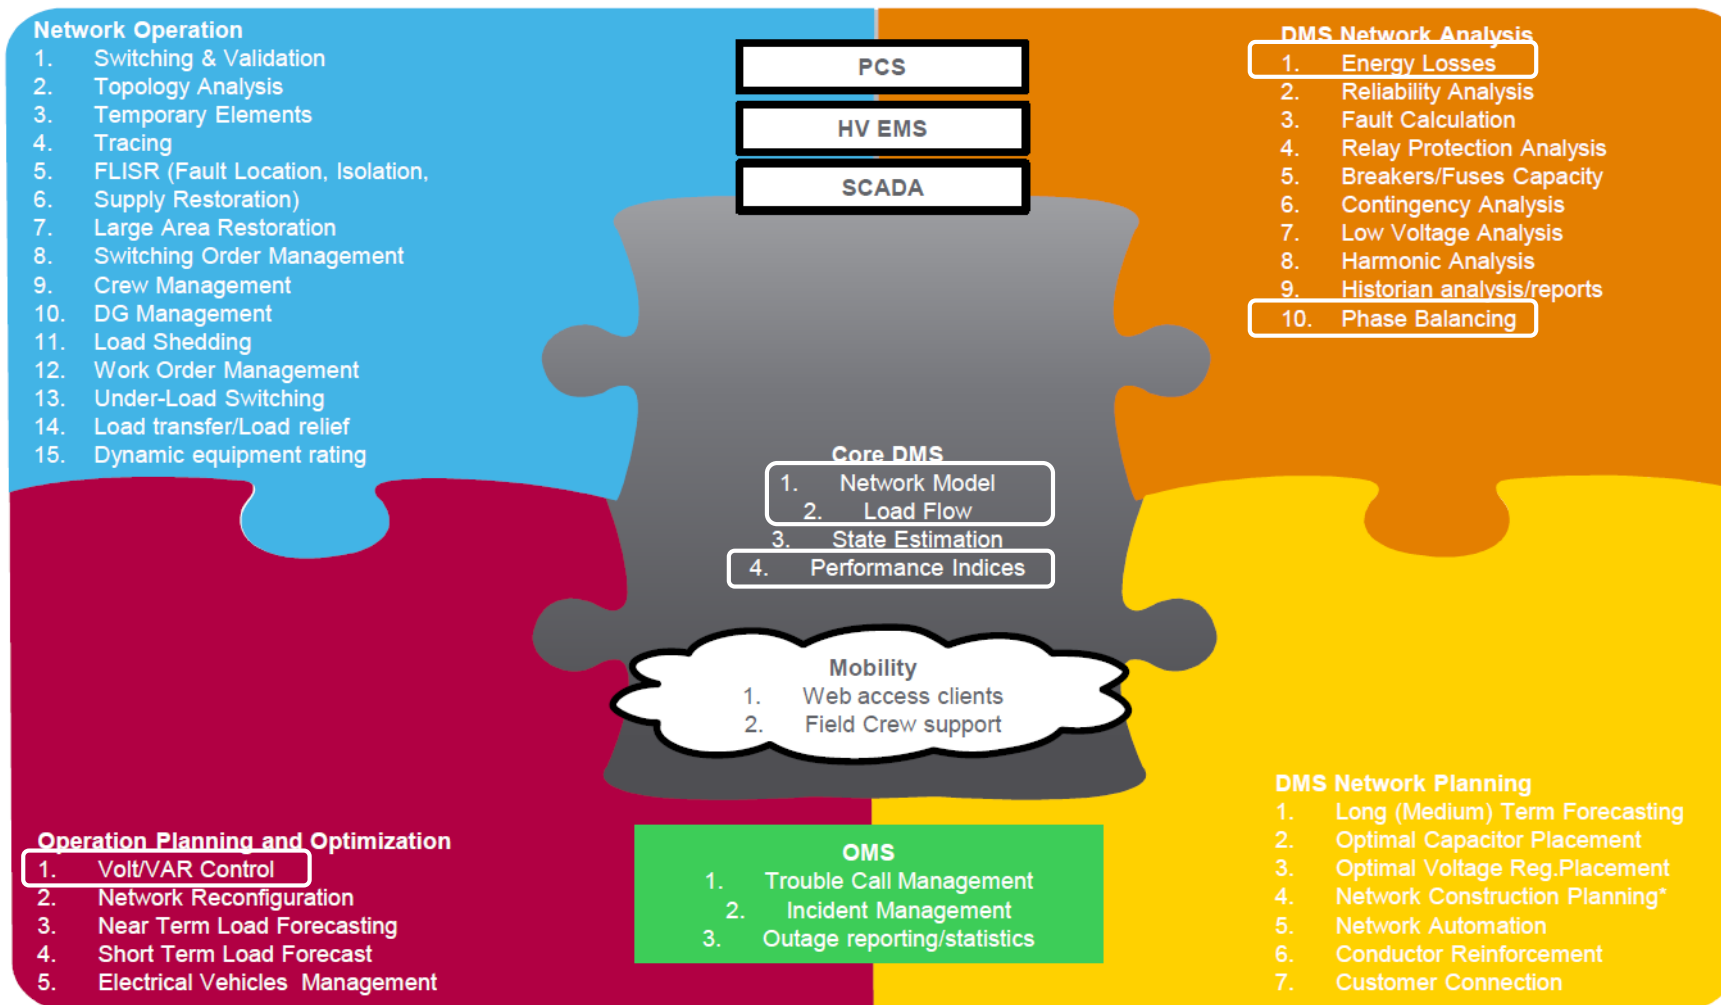 Network Operation
1. Switching & Validation
2. Topology Analysis
3. Temporary Elements
4. Tracing
5. FLISR (Fault Location, Isolation,
6. Supply Restoration)
7. Large Area Restoration
8. Switching Order Management
9. Crew Management
10. DG Management
11. Load Shedding
12. Work Order Management
13. Under-Load Switching
14. Load transfer/Load relief
15. Dynamic equipment rating
PCS
HV EMS
SCADA
DMS Network Analysis
1. Energy Losses
2. Reliability Analysis
3. Fault Calculation
4. Relay Protection Analysis
5. Breakers/Fuses Capacity
6. Contingency Analysis
7. Low Voltage Analysis
8. Harmonic Analysis
9. Historian analysis/reports
10. Phase Balancing
Core DMS
1. Network Model
2. Load Flow
3. State Estimation
4. Performance Indices
Mobility
1. Web access clients
2. Field Crew support
Operation Planning and Optimization
1. Volt/VAR Control
2. Network Reconfiguration
3. Near Term Load Forecasting
4. Short Term Load Forecast
5. Electrical Vehicles Management
OMS
1. Trouble Call Management
2. Incident Management
3. Outage reporting/statistics
DMS Network Planning
1. Long (Medium) Term Forecasting
2. Optimal Capacitor Placement
3. Optimal Voltage Reg.Placement
4. Network Construction Planning*
5. Network Automation
6. Conductor Reinforcement
7. Customer Connection